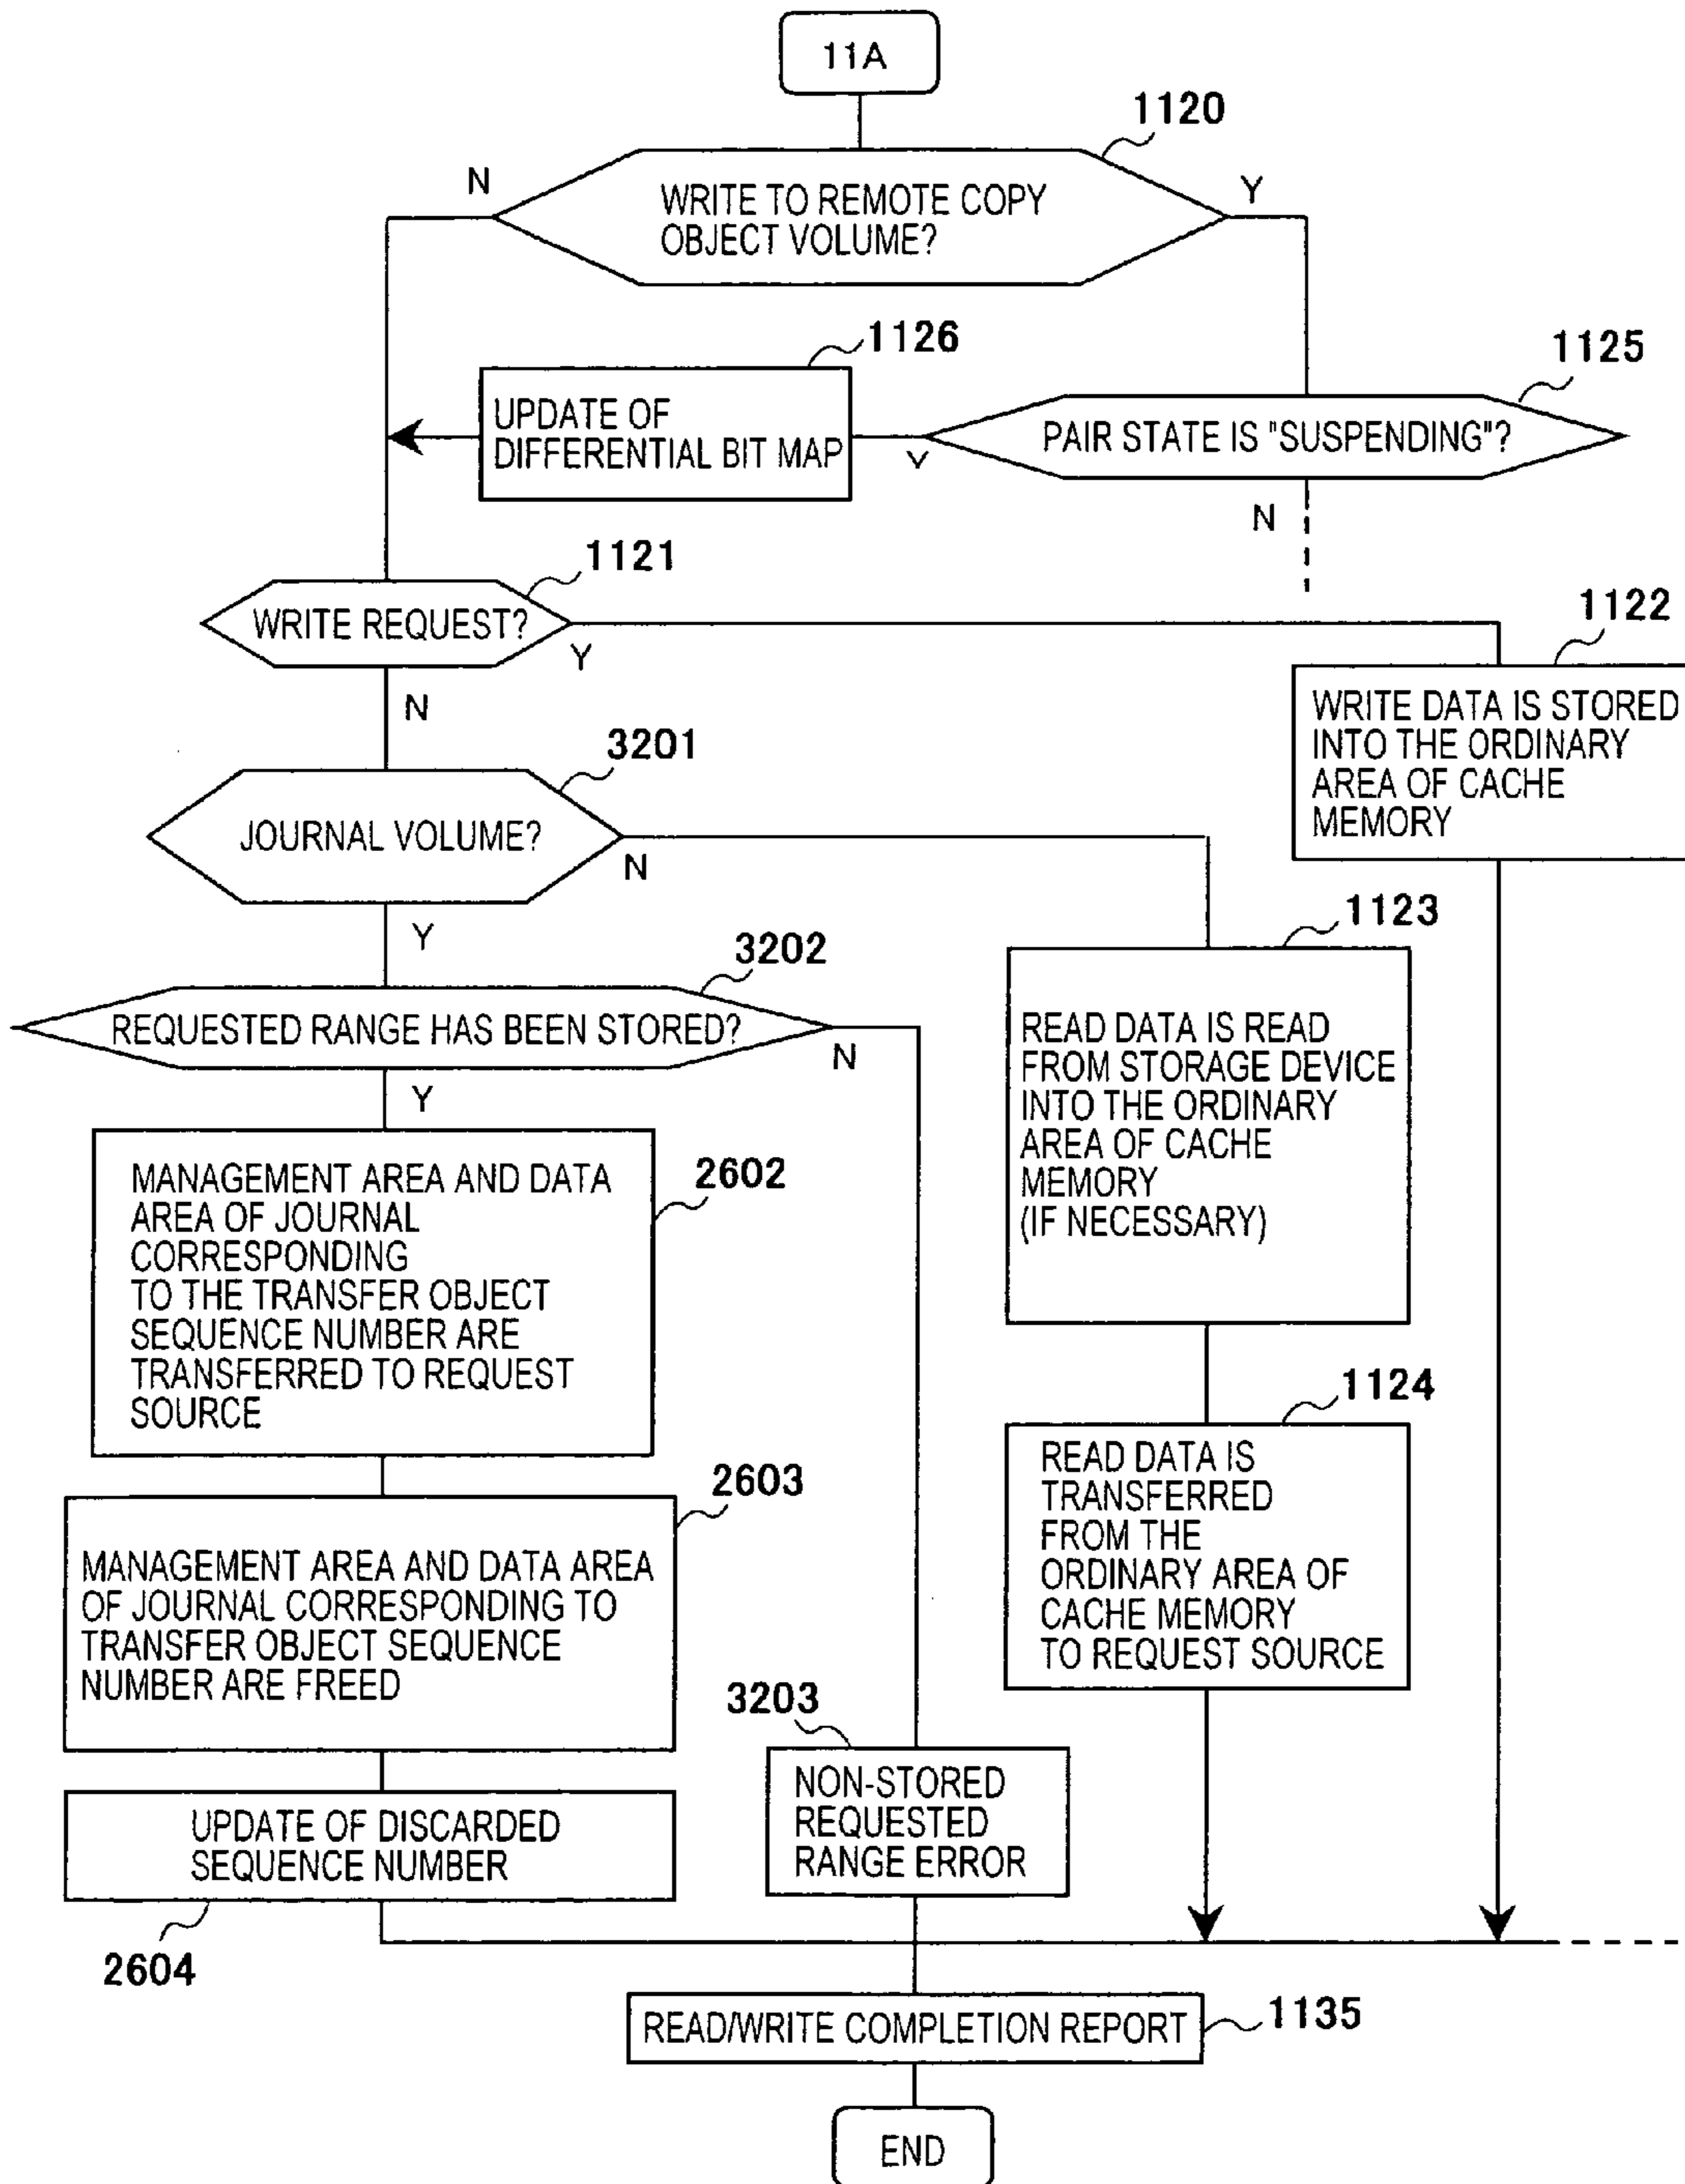 11A
1120
N
Y
WRITE TO REMOTE COPY
OBJECT VOLUME?
1126
1125
UPDATE OF
DIFFERENTIAL BIT MAP
Y
PAIR STATE IS "SUSPENDING"?
N
1121
WRITE REQUEST?
Y
N
1122
WRITE DATA IS STORED
INTO THE ORDINARY
AREA OF CACHE
MEMORY
3201
JOURNAL VOLUME?
N
Y
1123
3202
REQUESTED RANGE HAS BEEN STORED?
N
Y
READ DATA IS READ
FROM STORAGE DEVICE
INTO THE ORDINARY
AREA OF CACHE
MEMORY
(IF NECESSARY)
2602
MANAGEMENT AREA AND DATA
AREA OF JOURNAL
CORRESPONDING
TO THE TRANSFER OBJECT
SEQUENCE NUMBER ARE
TRANSFERRED TO REQUEST
SOURCE
1124
READ DATA IS
TRANSFERRED
FROM THE
ORDINARY AREA OF
CACHE MEMORY
TO REQUEST SOURCE
2603
MANAGEMENT AREA AND DATA AREA
OF JOURNAL CORRESPONDING TO
TRANSFER OBJECT SEQUENCE
NUMBER ARE FREED
3203
NON-STORED
REQUESTED
RANGE ERROR
UPDATE OF DISCARDED
SEQUENCE NUMBER
2604
READ/WRITE COMPLETION REPORT
1135
END